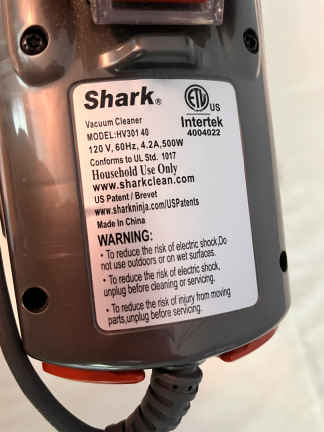 Shark®
ETL US
Intertek
4004022
Vacuum Cleaner
MODEL:HV301 40
120 V, 60Hz, 4.2A,500W
Conforms to UL Std. 1017
Household Use Only
www.sharkclean.com
US Patent / Brevet
www.sharkninja.com/USPatents
Made In China
WARNING:
• To reduce the risk of electric shock,Do
not use outdoors or on wet surfaces.
• To reduce the risk of electric shock,
unplug before cleaning or servicing.
• To reduce the risk of injury from moving
parts,unplug before servicing.